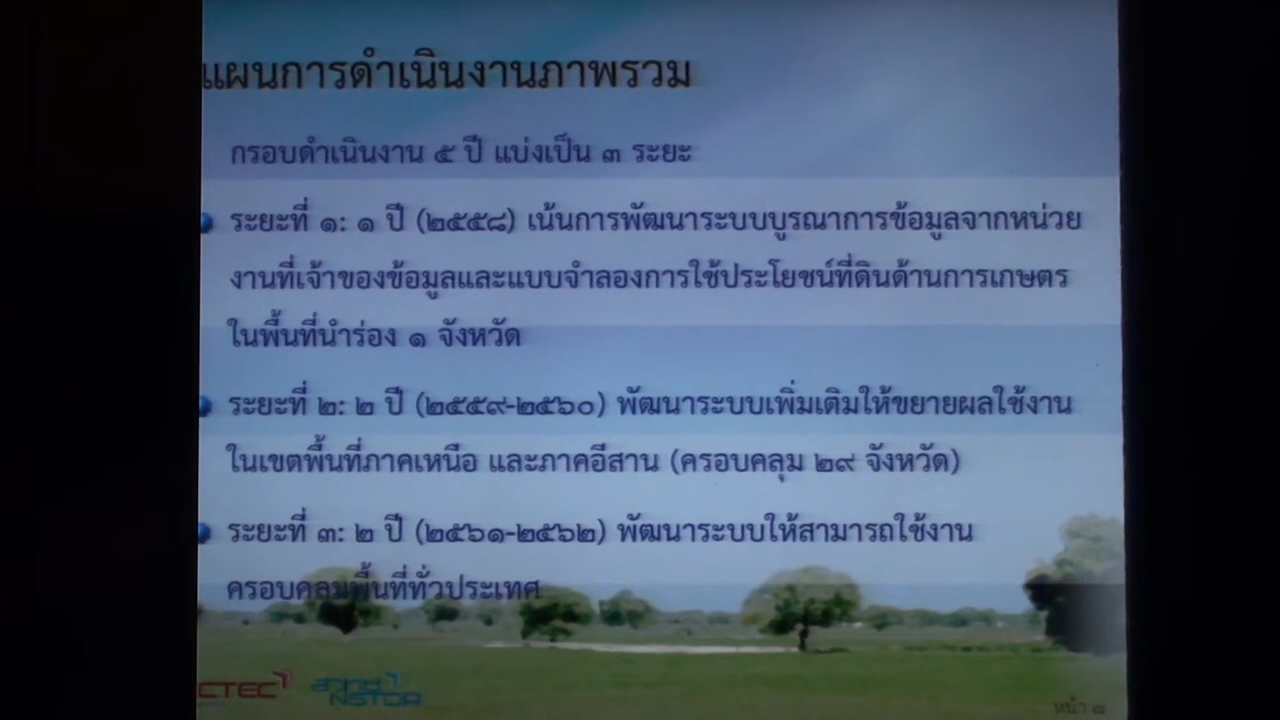 แผนการดำเนินงานภาพรวม
กรอบดำเนินงาน ๕ ปี แบ่งเป็น ๓ ระยะ
ระยะที่ ๑: ๑ ปี (๒๕๕๘) เน้นการพัฒนาระบบบูรณาการข้อมูลจากหน่วย
งานที่เจ้าของข้อมูลและแบบจำลองการใช้ประโยชน์ที่ดินด้านการเกษตร
ในพื้นที่นำร่อง ๑ จังหวัด
ระยะที่ ๒: ๒ ปี (๒๕๕๙-๒๕๖๐) พัฒนาระบบเพิ่มเติมให้ขยายผลใช้งาน
ในเขตพื้นที่ภาคเหนือ และภาคอีสาน (ครอบคลุม ๒๙ จังหวัด)
ระยะที่ ๓: ๒ ปี (๒๕๖๑-๒๕๖๒) พัฒนาระบบให้สามารถใช้งาน
ครอบคลุมพื้นที่ทั่วประเทศ
CTEC
สวทช
NSTDA
หน้า ๗